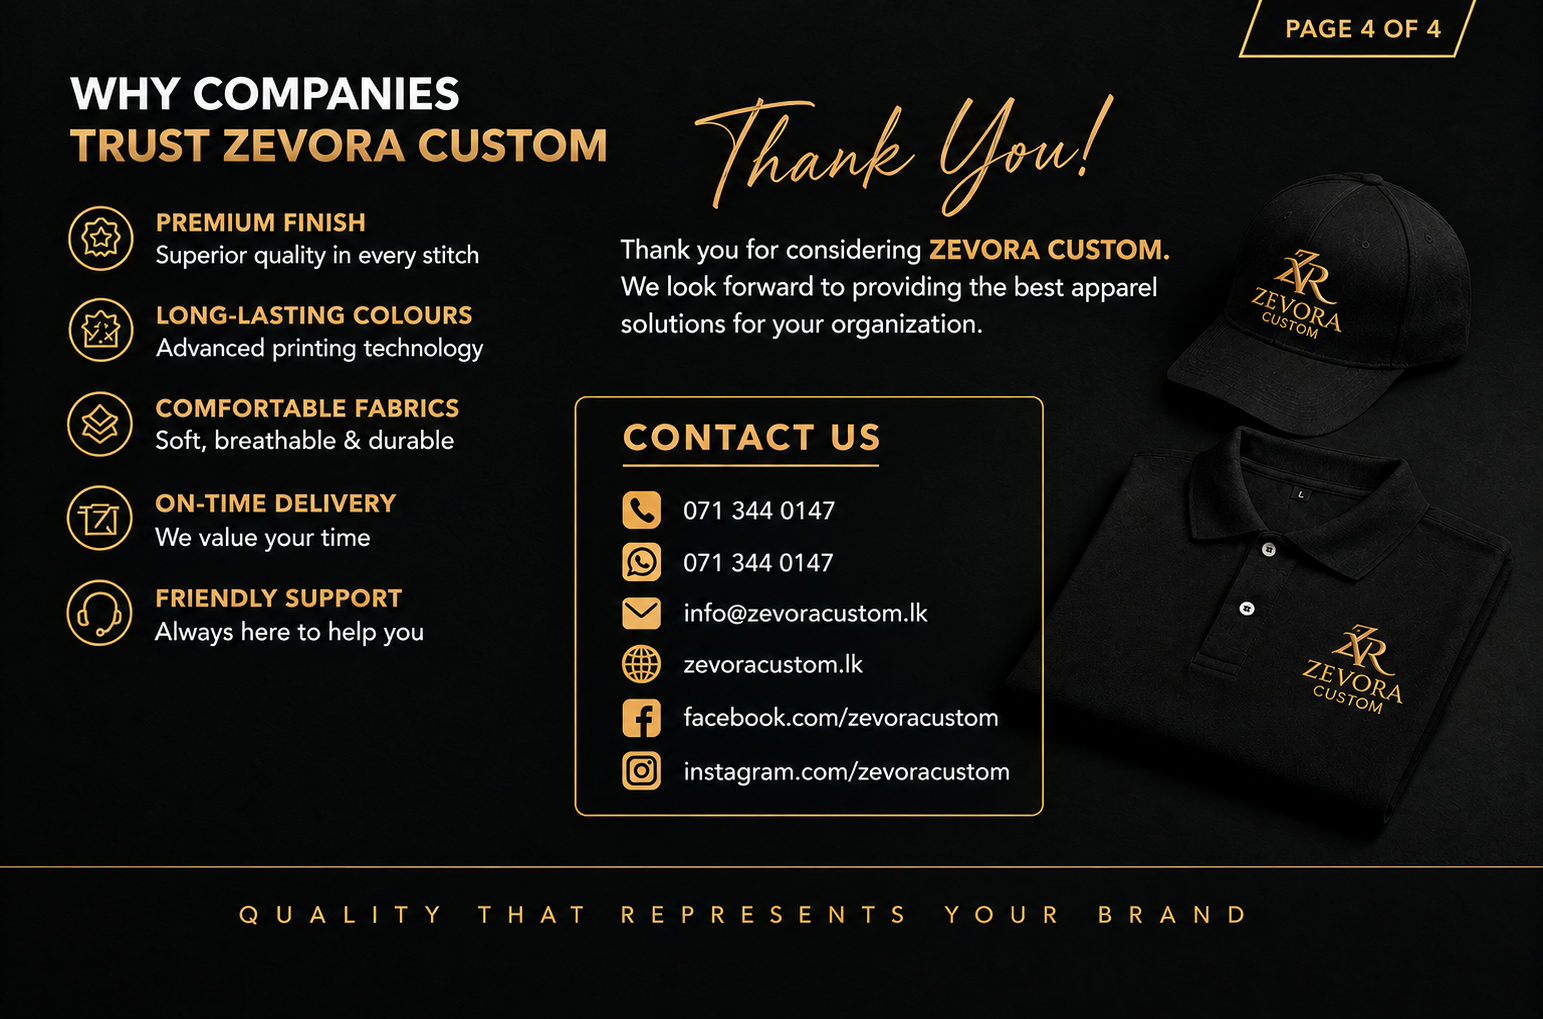 PAGE 4 OF 4
WHY COMPANIES
TRUST ZEVORA CUSTOM
PREMIUM FINISH
Superior quality in every stitch
LONG-LASTING COLOURS
Advanced printing technology
COMFORTABLE FABRICS
Soft, breathable & durable
ON-TIME DELIVERY
We value your time
FRIENDLY SUPPORT
Always here to help you
Thank You!
Thank you for considering ZEVORA CUSTOM.
We look forward to providing the best apparel
solutions for your organization.
CONTACT US
071 344 0147
071 344 0147
info@zevoracustom.lk
zevoracustom.lk
facebook.com/zevoracustom
instagram.com/zevoracustom
ZR
ZEVORA
CUSTOM
L
ZR
ZEVORA
CUSTOM
QUALITY THAT REPRESENTS YOUR BRAND